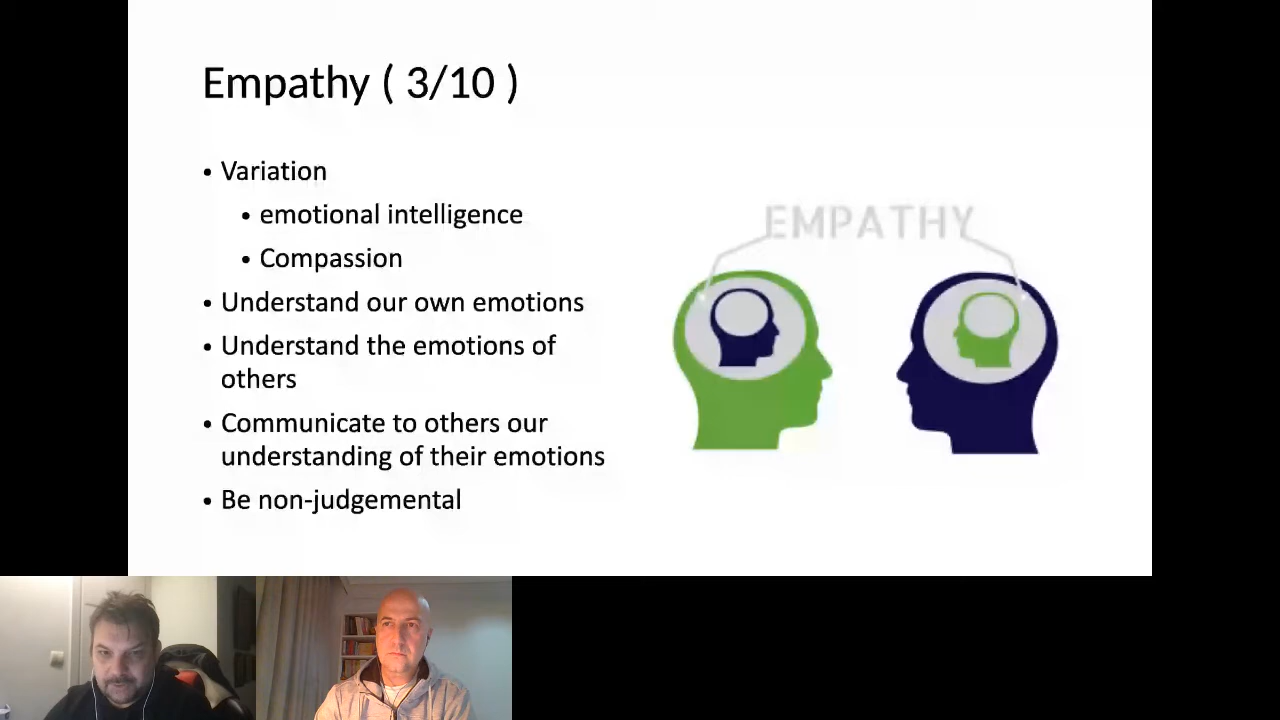 Empathy ( 3/10 )
• Variation
• emotional intelligence
• Compassion
• Understand our own emotions
• Understand the emotions of
others
• Communicate to others our
understanding of their emotions
• Be non-judgemental
EMPATHY